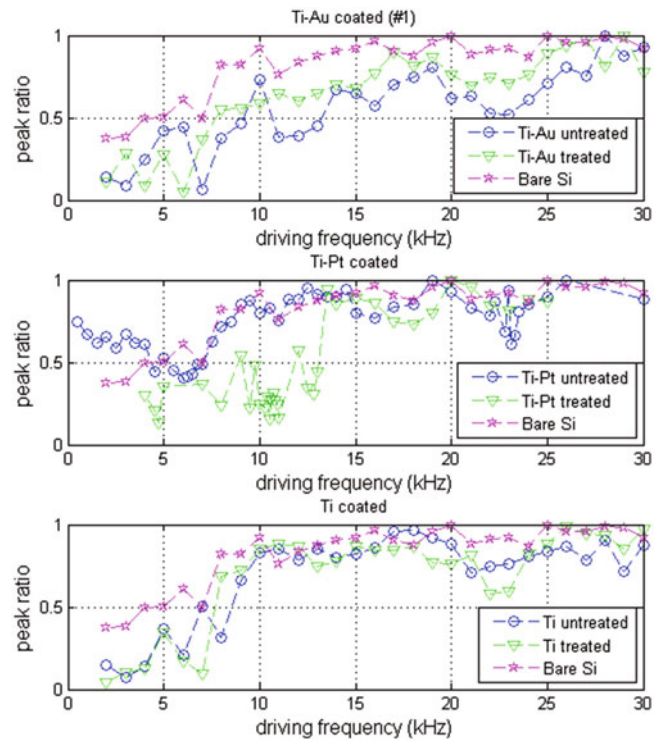 Ti-Au coated (#1)
1
0.5
0
peak ratio
0 5 10 15 20 25 30
driving frequency (kHz)
Ti-Au untreated
Ti-Au treated
Bare Si
Ti-Pt coated
1
0.5
0
peak ratio
0 5 10 15 20 25 30
driving frequency (kHz)
Ti-Pt untreated
Ti-Pt treated
Bare Si
Ti coated
1
0.5
0
peak ratio
0 5 10 15 20 25 30
driving frequency (kHz)
Ti untreated
Ti treated
Bare Si